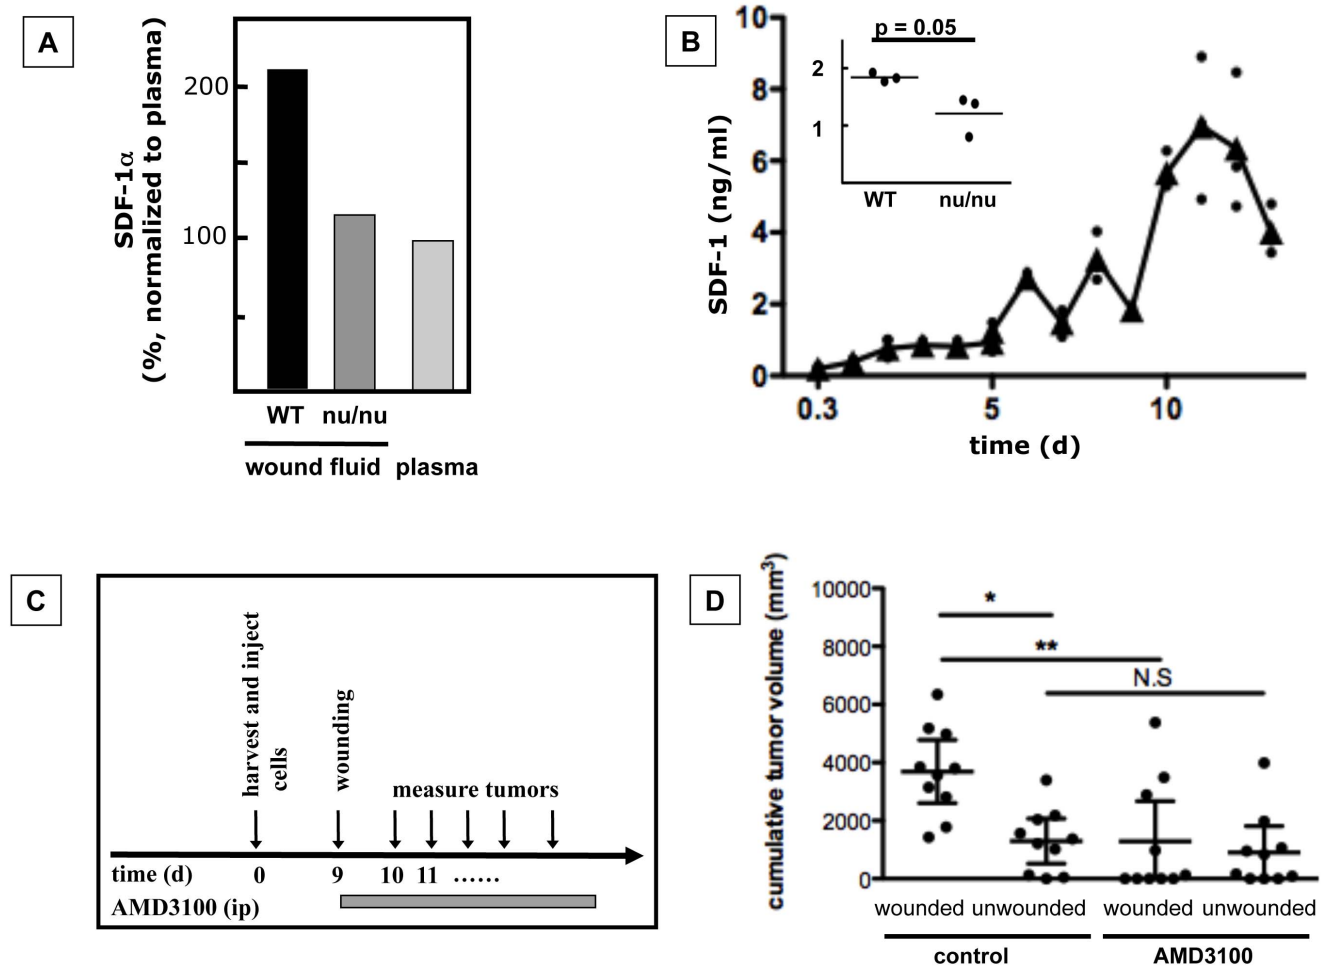 A
SDF-1α
(%, normalized to plasma)
200
100
WT nu/nu
wound fluid plasma
B
SDF-1 (ng/ml)
10
8
6
4
2
0
0.3 5 10
time (d)
p = 0.05
2
1
WT nu/nu
C
harvest and inject
cells
wounding
measure tumors
time (d) 0 9 10 11 ......
AMD3100 (ip)
D
cumulative tumor volume (mm³)
10000
8000
6000
4000
2000
0
*
**
N.S
wounded unwounded wounded unwounded
control AMD3100